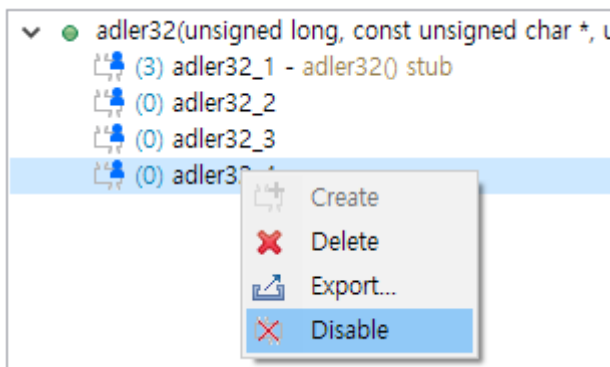 adler32(unsigned long, const unsigned char *, u
(3) adler32_1 - adler32() stub
(0) adler32_2
(0) adler32_3
(0) adler32_4
Create
Delete
Export...
Disable